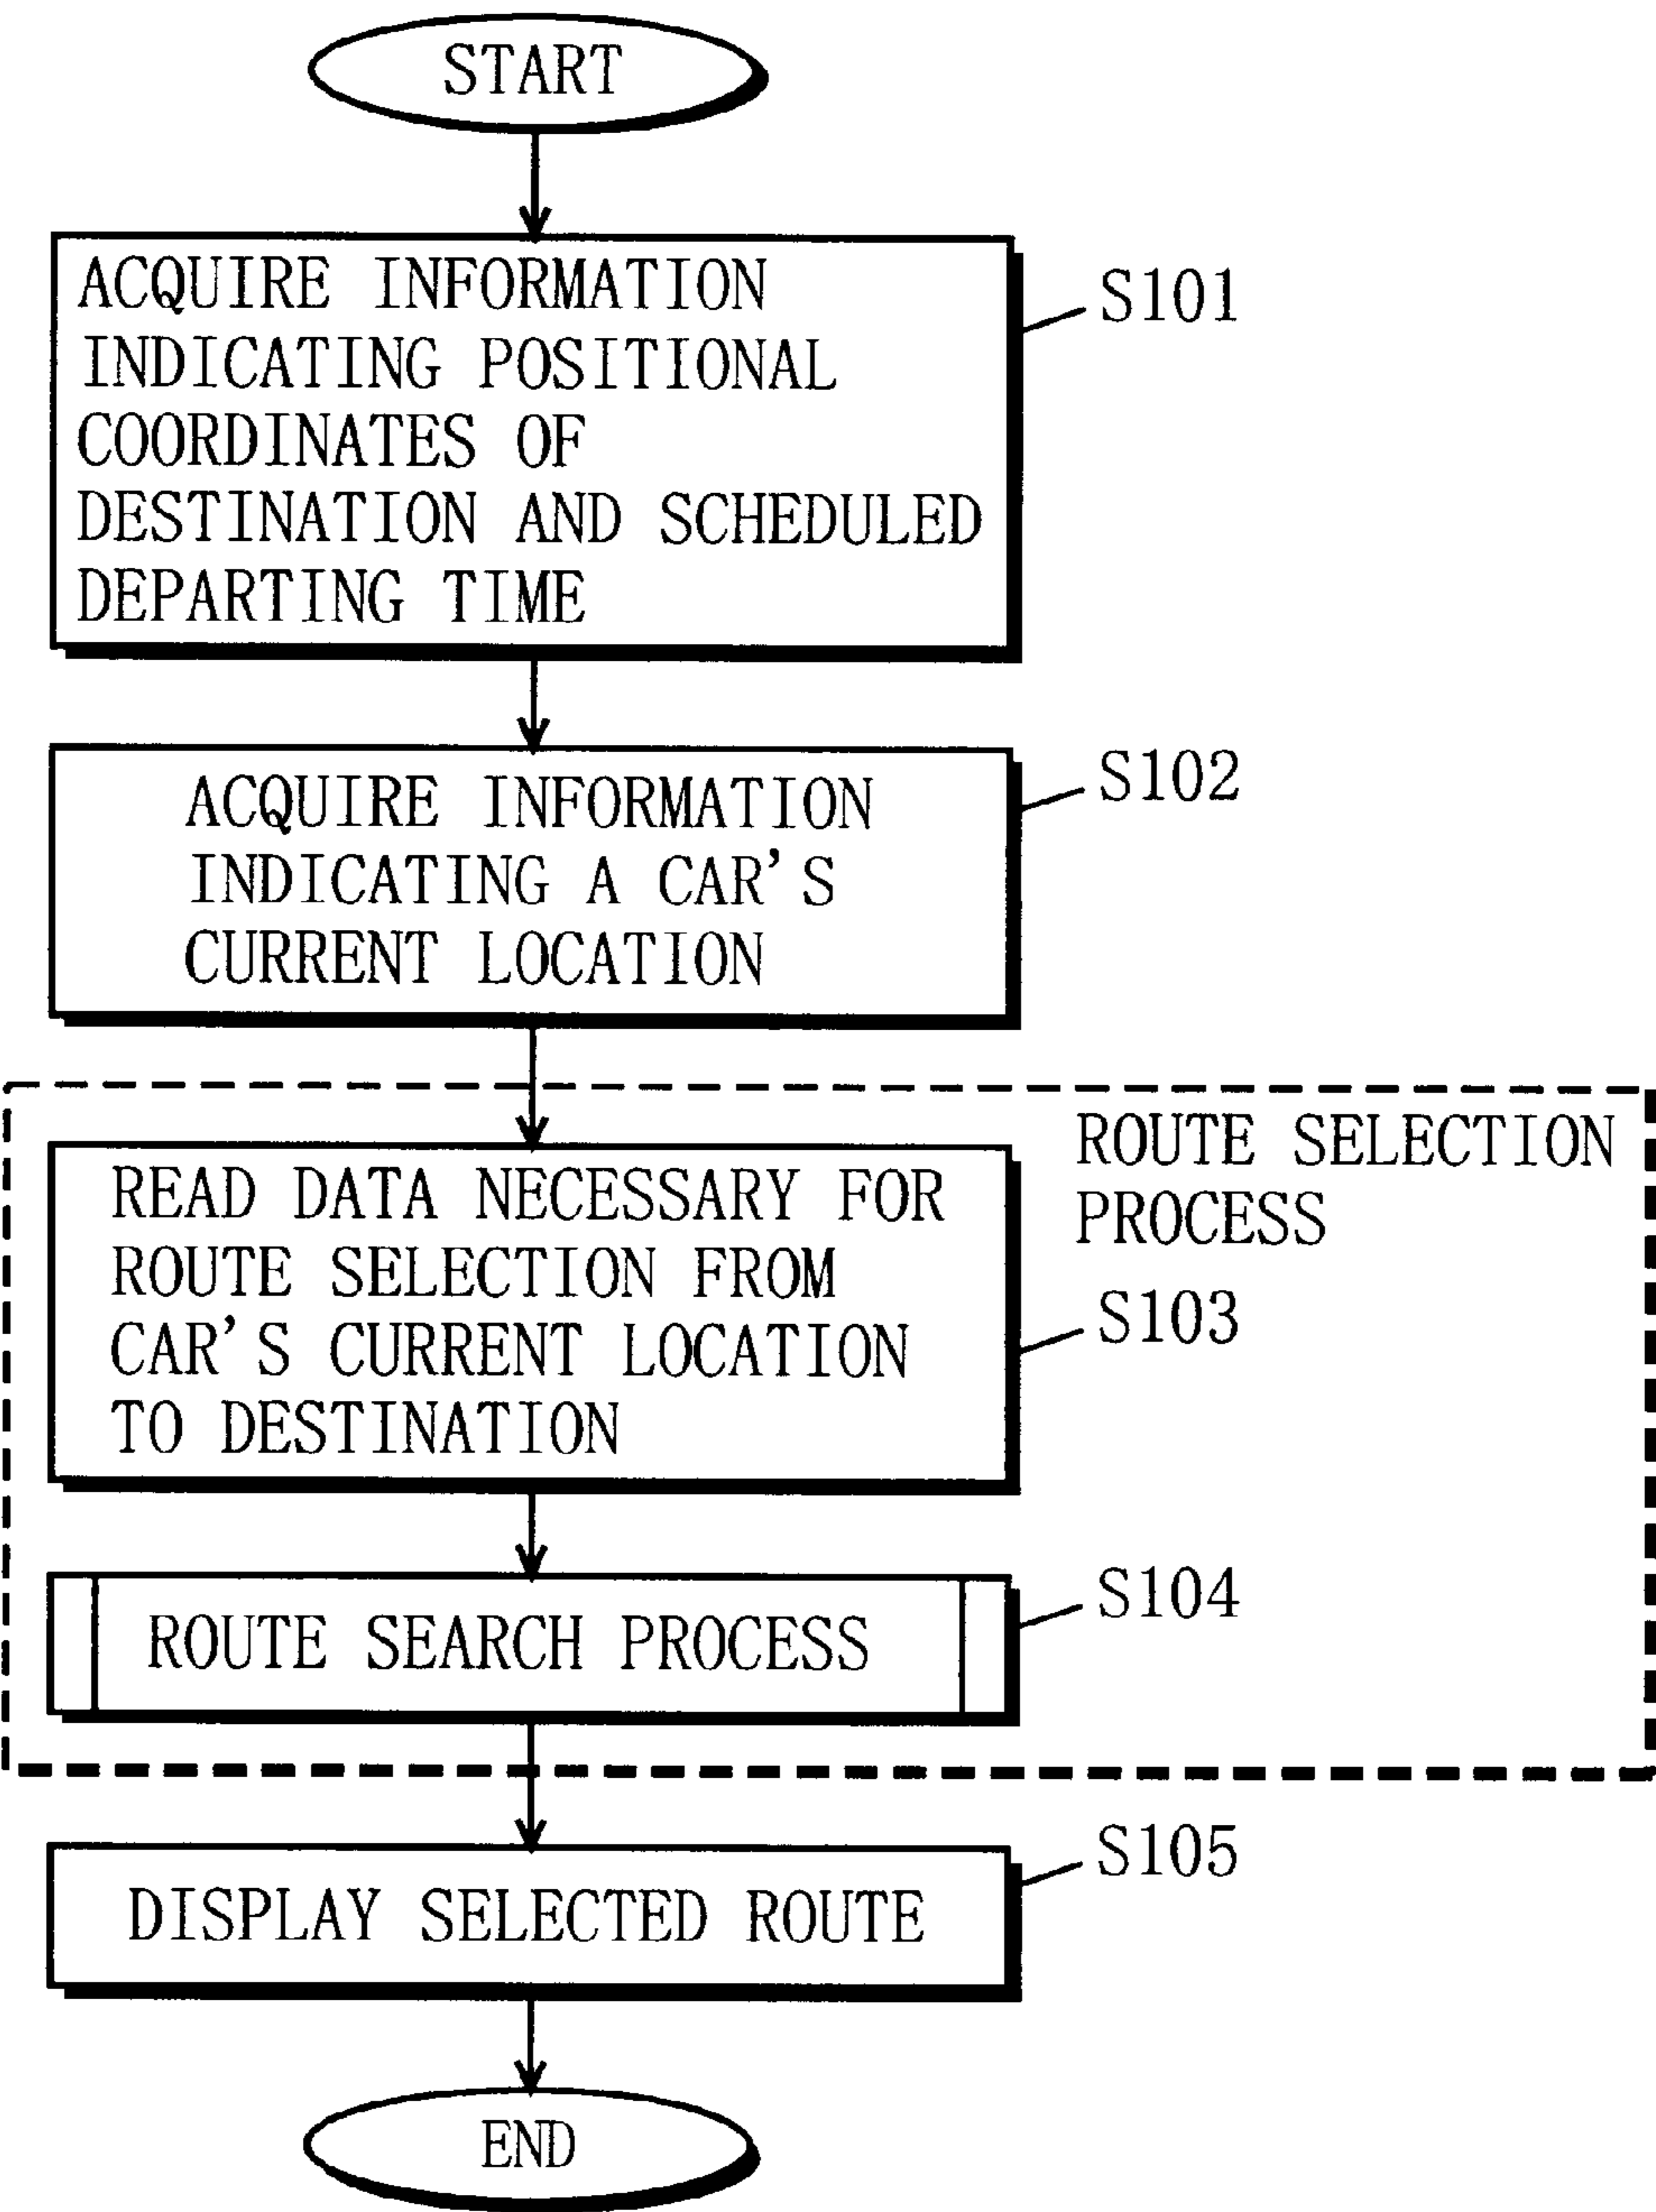 START
ACQUIRE INFORMATION
INDICATING POSITIONAL
COORDINATES OF
DESTINATION AND SCHEDULED
DEPARTING TIME
S101
ACQUIRE INFORMATION
INDICATING A CAR'S
CURRENT LOCATION
S102
ROUTE SELECTION
PROCESS
READ DATA NECESSARY FOR
ROUTE SELECTION FROM
CAR'S CURRENT LOCATION
TO DESTINATION
S103
ROUTE SEARCH PROCESS
S104
DISPLAY SELECTED ROUTE
S105
END